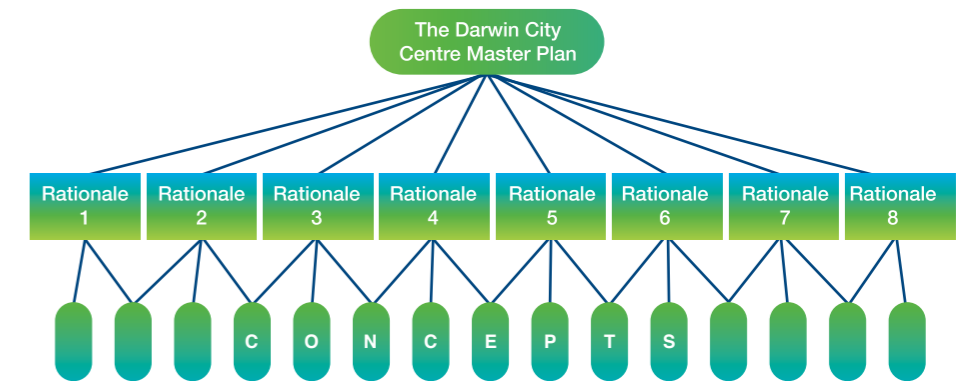 The Darwin City
Centre Master Plan
Rationale
1
Rationale
2
Rationale
3
Rationale
4
Rationale
5
Rationale
6
Rationale
7
Rationale
8
C O N C E P T S